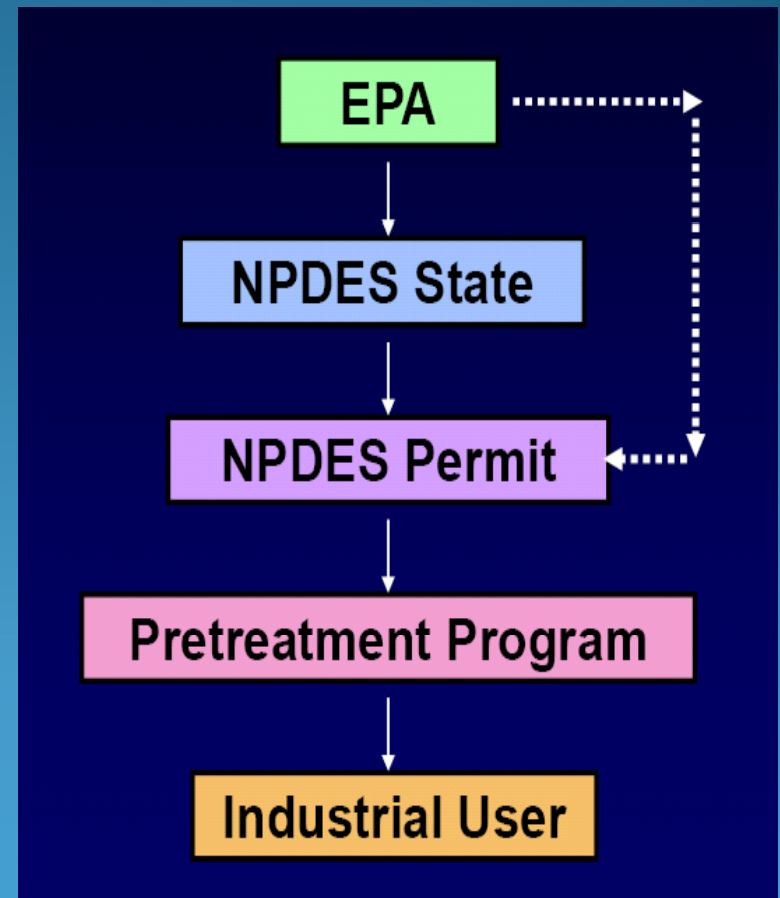 EPA
NPDES State
NPDES Permit
Pretreatment Program
Industrial User